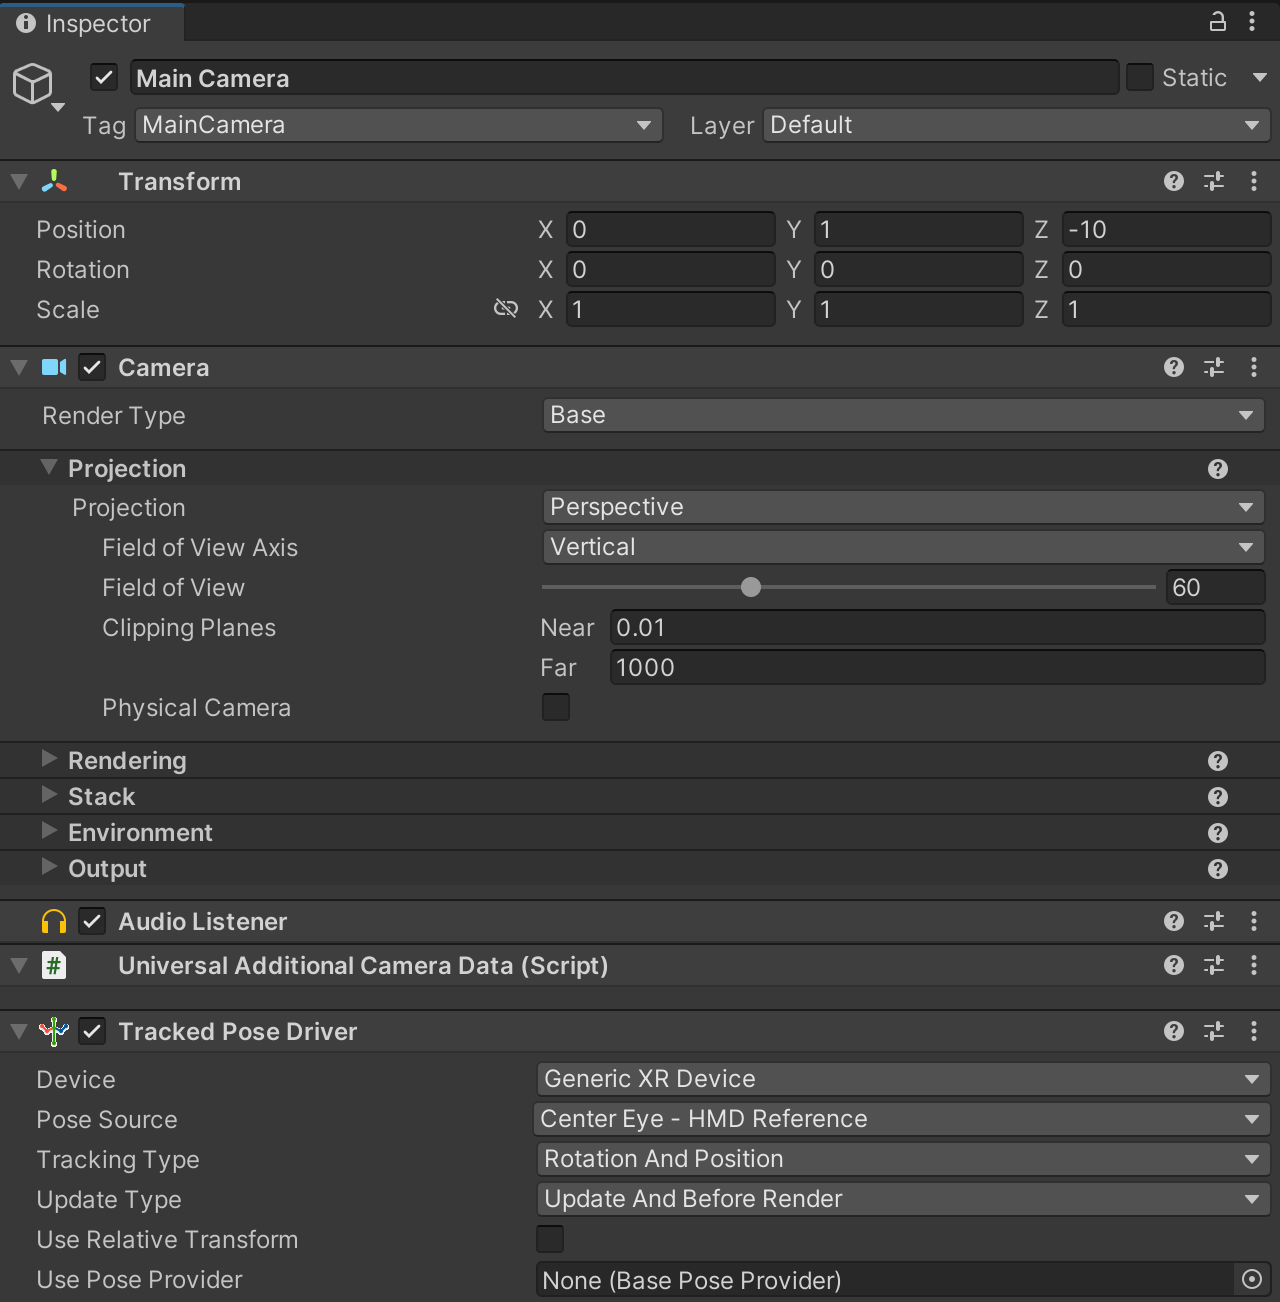 Inspector
Main Camera Static
Tag MainCamera Layer Default
Transform
Position X 0 Y 1 Z -10
Rotation X 0 Y 0 Z 0
Scale X 1 Y 1 Z 1
Camera
Render Type Base
Projection
Projection Perspective
Field of View Axis Vertical
Field of View 60
Clipping Planes Near 0.01
Far 1000
Physical Camera
Rendering
Stack
Environment
Output
Audio Listener
# Universal Additional Camera Data (Script)
Tracked Pose Driver
Device Generic XR Device
Pose Source Center Eye - HMD Reference
Tracking Type Rotation And Position
Update Type Update And Before Render
Use Relative Transform
Use Pose Provider None (Base Pose Provider)